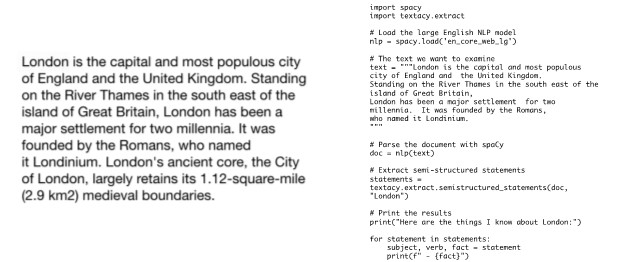 London is the capital and most populous city
of England and the United Kingdom. Standing
on the River Thames in the south east of the
island of Great Britain, London has been a
major settlement for two millennia. It was
founded by the Romans, who named
it Londinium. London's ancient core, the City
of London, largely retains its 1.12-square-mile
(2.9 km2) medieval boundaries.
import spacy
import textacy.extract
# Load the large English NLP model
nlp = spacy.load('en_core_web_lg')
# The text we want to examine
text = """London is the capital and most populous
city of England and  the United Kingdom.
Standing on the River Thames in the south east of the
island of Great Britain,
London has been a major settlement  for two
millennia.  It was founded by the Romans,
who named it Londinium.
"""
# Parse the document with spaCy
doc = nlp(text)
# Extract semi-structured statements
statements =
textacy.extract.semistructured_statements(doc,
"London")
# Print the results
print("Here are the things I know about London:")
for statement in statements:
    subject, verb, fact = statement
    print(f" - {fact}")